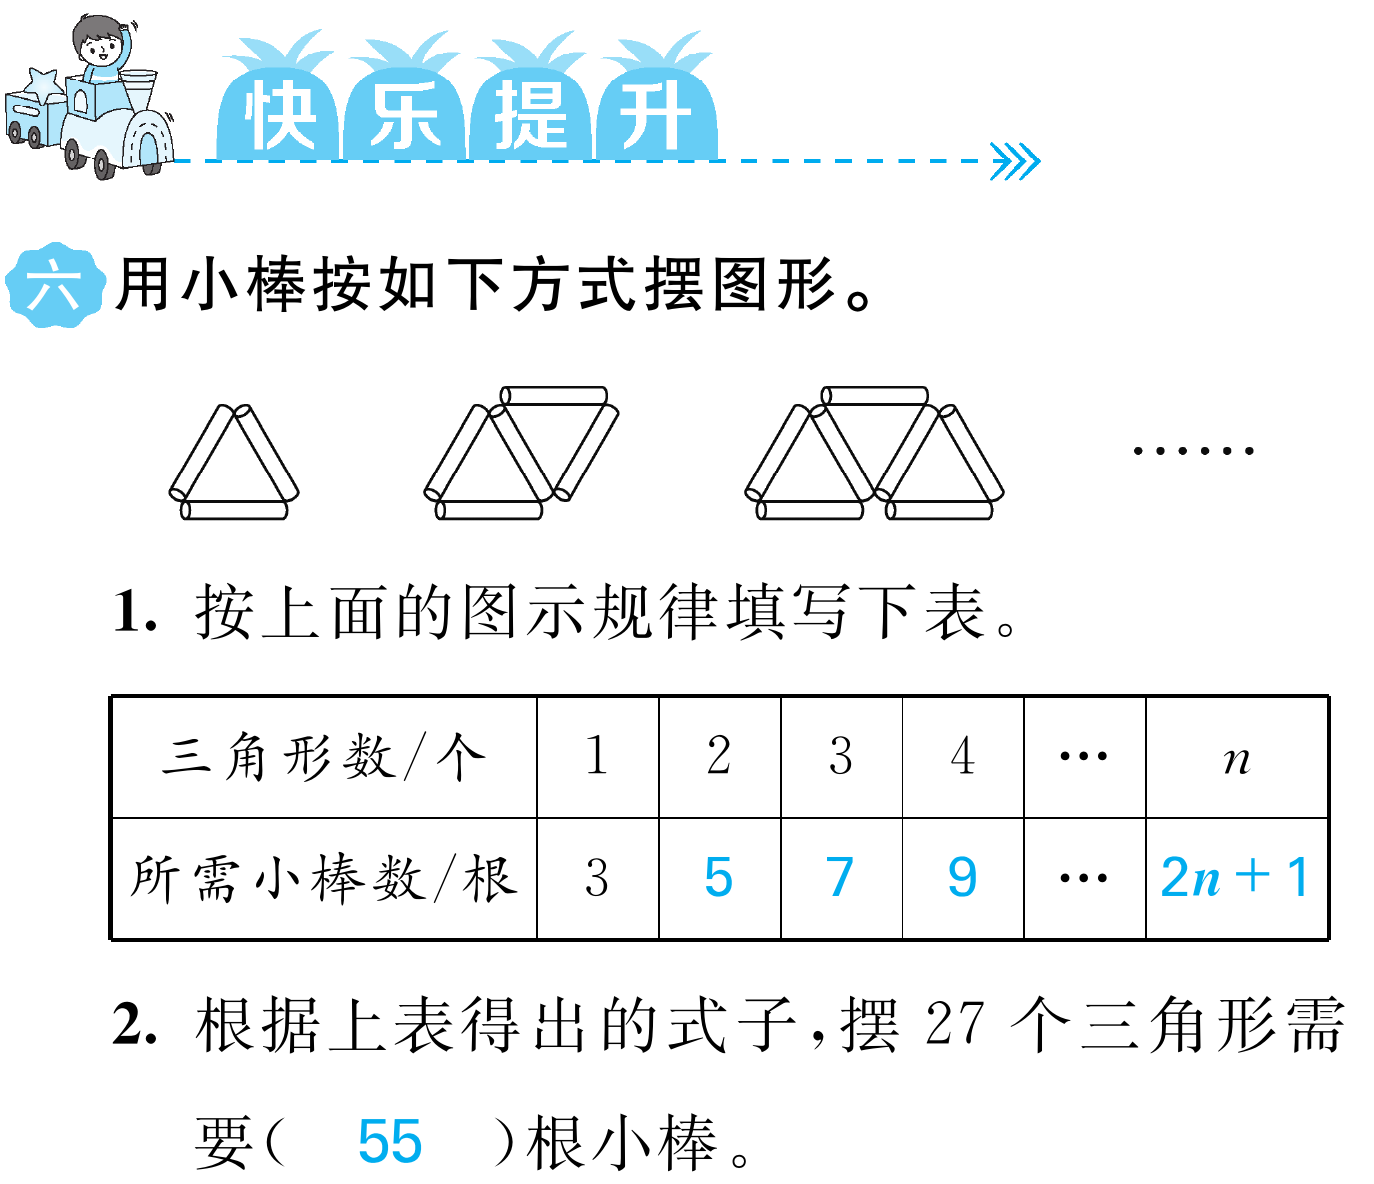 快乐提升
六 用小棒按如下方式摆图形。
……
1. 按上面的图示规律填写下表。
三角形数/个 1 2 3 4 … n
所需小棒数/根 3 5 7 9 … 2n+1
2. 根据上表得出的式子,摆 27 个三角形需
要( 55 )根小棒。